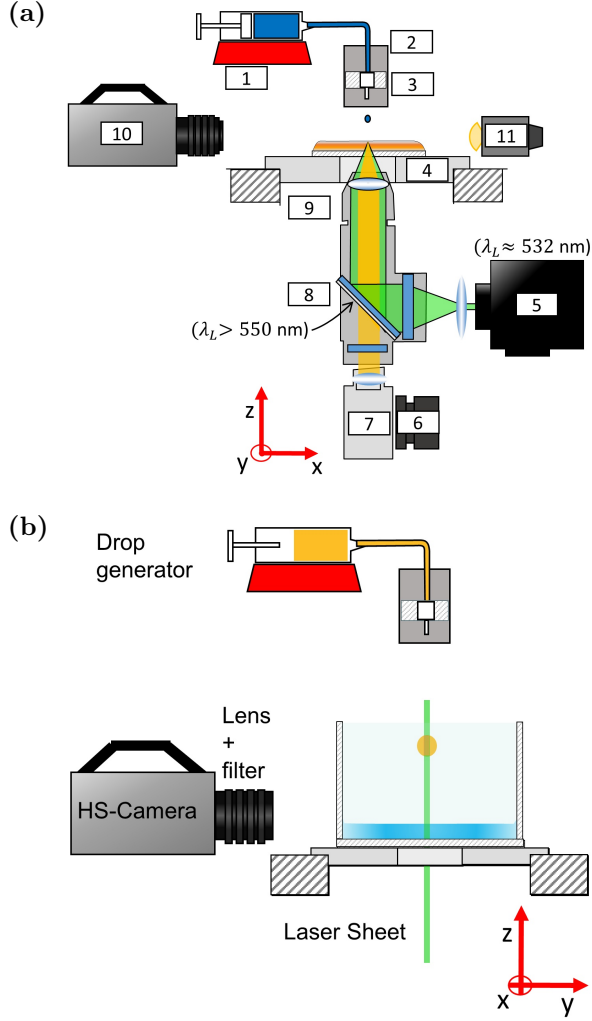 (a)
1
2
3
10
11
4
9
(λ_L ≈ 532 nm)
8
5
(λ_L > 550 nm)
7
6
z
y
x
(b)
Drop
generator
Lens
+
filter
HS-Camera
Laser Sheet
z
x
y